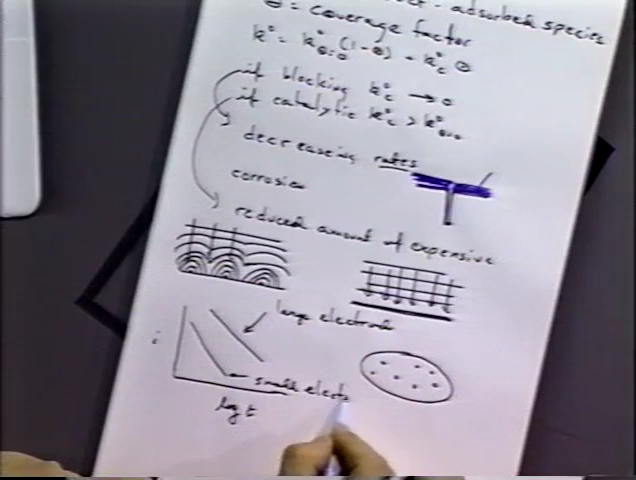 adsorbed species
θ = coverage factor
k° = k°θ=0 (1-θ) + k°c θ
if blocking k°c → 0
if catalytic k°c > k°θ=0
decreasing rates
corrosion
reduced amount of expensive
large electrode
i
small electro
log t